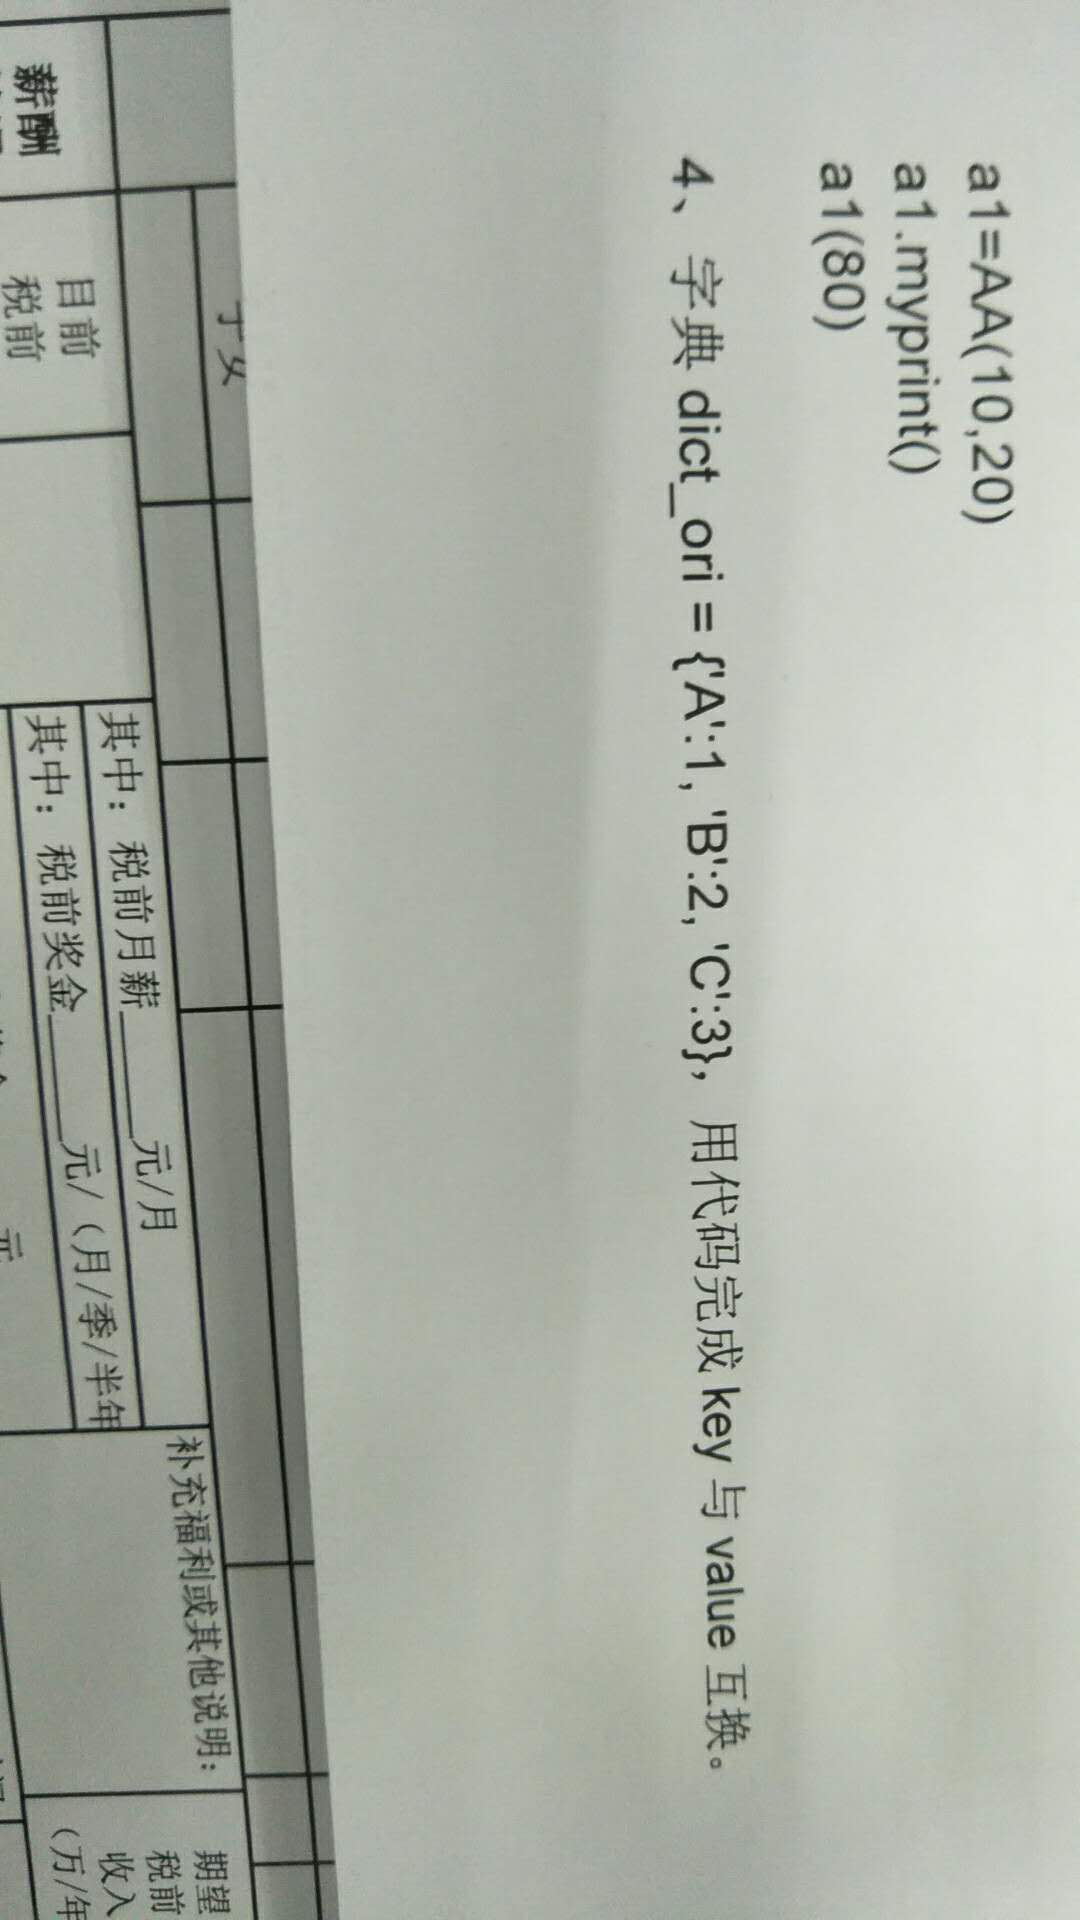 a1=AA(10,20)
a1.myprint()
a1(80)
4、字典 dict_ori = {'A':1, 'B':2, 'C':3}，用代码完成 key 与 value 互换。
子女
补充福利或其他说明：
期望
税前
收入
(万/年
其中：税前月薪______元/月
其中：税前奖金______元/（月/季/半年
薪酬
目前
税前
元